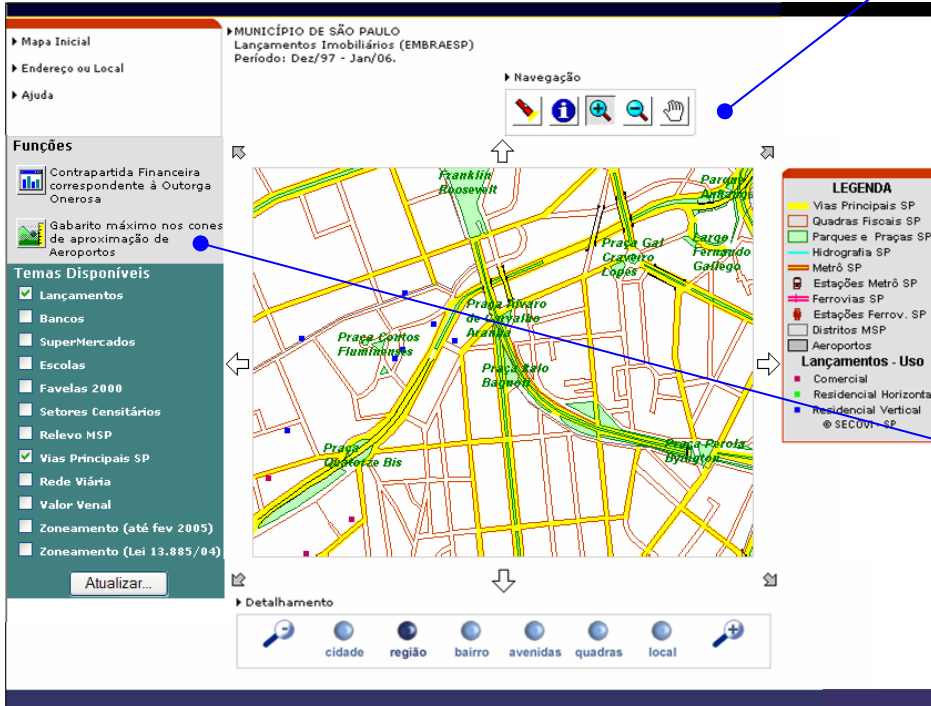 Mapa Inicial
Endereço ou Local
Ajuda
MUNICÍPIO DE SÃO PAULO
Lançamentos Imobiliários (EMBRAESP)
Período: Dez/97 - Jan/06.
Navegação
Funções
Contrapartida Financeira
correspondente à Outorga
Onerosa
Gabarito máximo nos cones
de aproximação de
Aeroportos
Temas Disponíveis
Lançamentos
Bancos
SuperMercados
Escolas
Favelas 2000
Setores Censitários
Relevo MSP
Vias Principais SP
Rede Viária
Valor Venal
Zoneamento (até fev 2005)
Zoneamento (Lei 13.885/04)
Atualizar...
Franklin
Roosevelt
Largo
Fernando
Praça Gal
Craveiro
Lopes
Praça Alvaro
de Carvalho
Aranha
Praça Contos
Fluminenses
Praça Italo
Bagnoli
Praça
Quatorze Bis
Praça Perola
Byington
LEGENDA
Vias Principais SP
Quadras Fiscais SP
Parques e Praças SP
Hidrografia SP
Metrô SP
Estações Metrô SP
Ferrovias SP
Estações Ferrov. SP
Distritos MSP
Aeroportos
Lançamentos - Uso
Comercial
Residencial Horizonta
Residencial Vertical
© SECOVI - SP
Detalhamento
cidade
região
bairro
avenidas
quadras
local